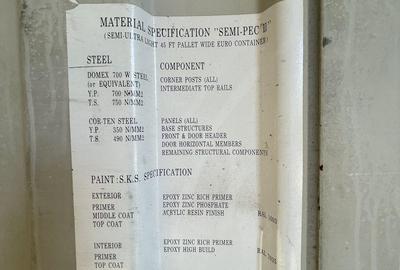 MATERIAL SPECIFICATION "SEMI-PEC"II"
(SEMI-ULTRA LIGHT 45 FT PALLET WIDE EURO CONTAINER)
STEEL COMPONENT
DOMEX 700 W STEEL CORNER POSTS (ALL)
(or EQUIVALENT) INTERMEDIATE TOP RAILS
Y.P. 700 N/MM2
T.S. 750 N/MM2
COR-TEN STEEL PANELS (ALL)
Y.P. 350 N/MM2 BASE STRUCTURES
T.S. 490 N/MM2 FRONT & DOOR HEADER
DOOR HORIZONTAL MEMBERS
REMAINING STRUCTURAL COMPONENTS
PAINT :S.K.S. SPECIFICATION
EXTERIOR EPOXY ZINC RICH PRIMER
PRIMER EPOXY ZINC PHOSPHATE
MIDDLE COAT ACRYLIC RESIN FINISH RAL
TOP COAT
INTERIOR EPOXY ZINC RICH PRIMER
PRIMER EPOXY HIGH BUILD RAL
TOP COAT